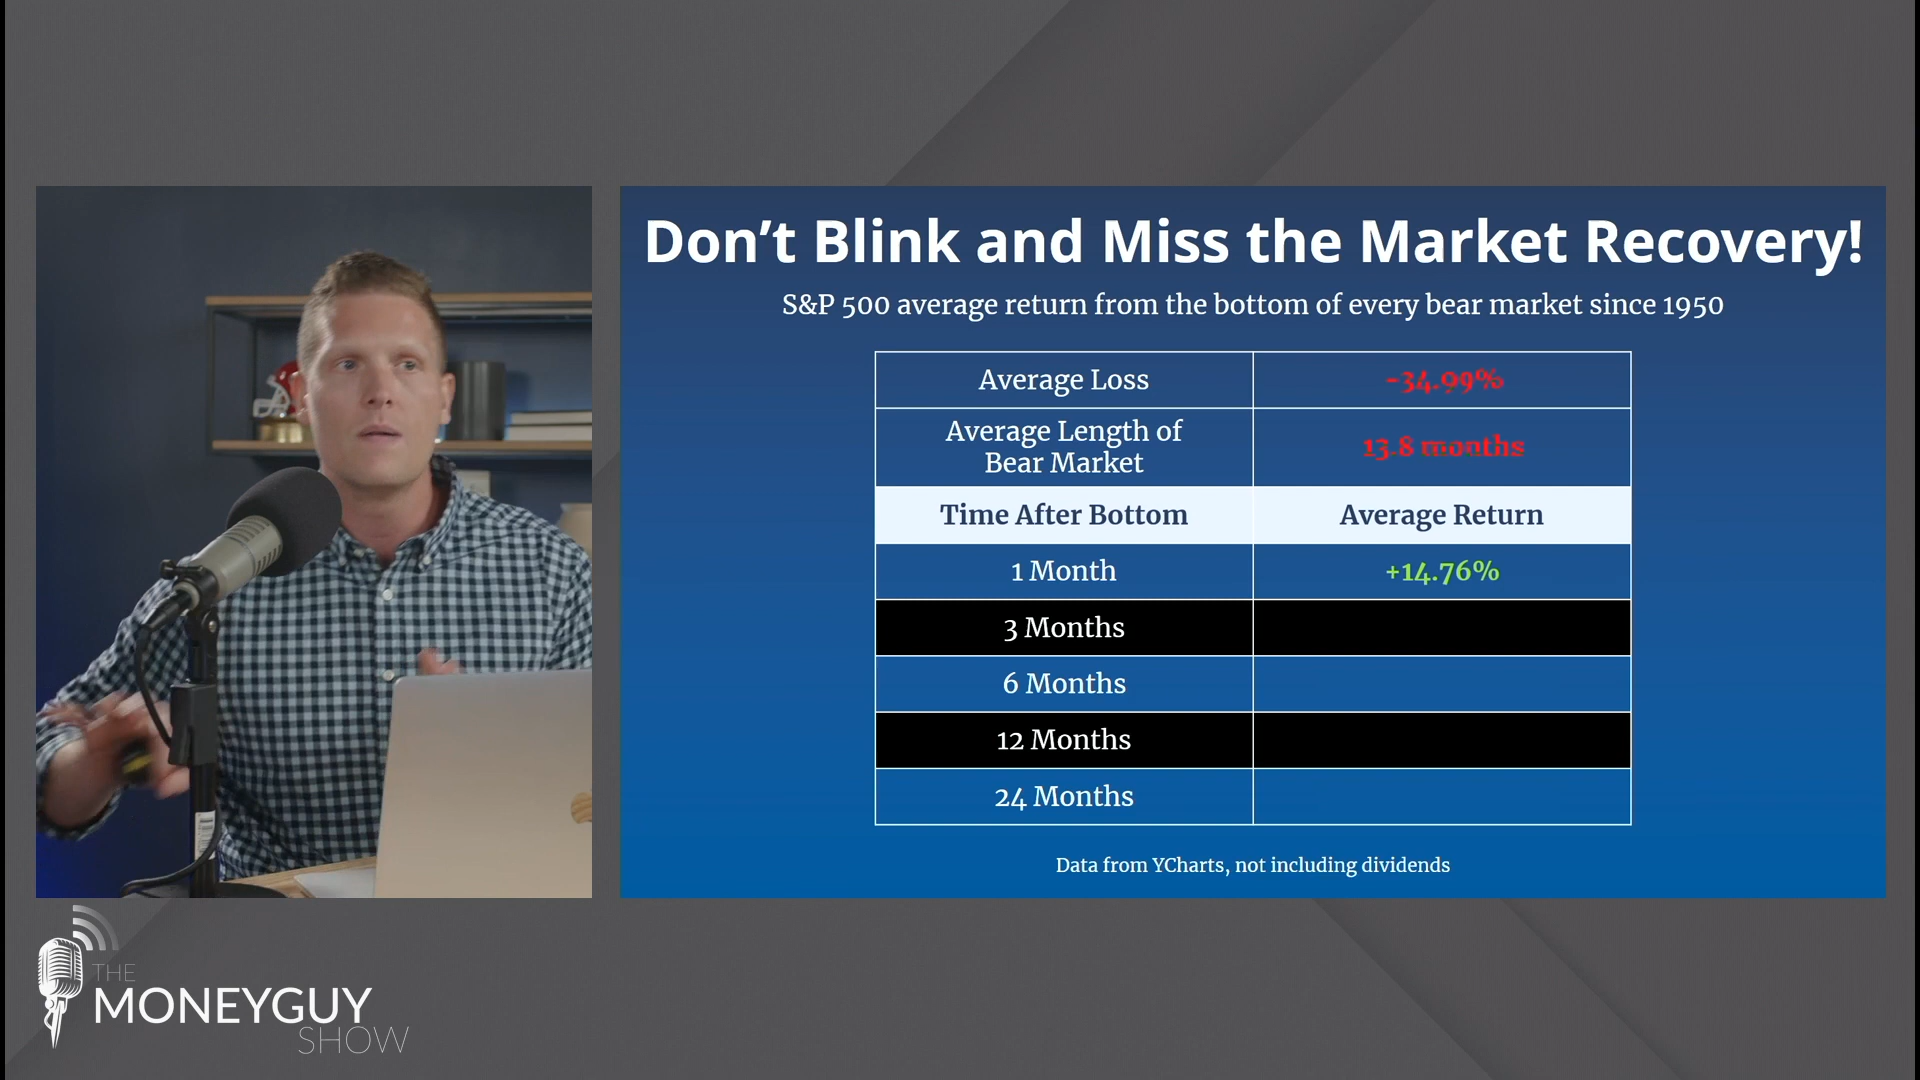 Don’t Blink and Miss the Market Recovery!
S&P 500 average return from the bottom of every bear market since 1950
Average Loss -34.09%
Average Length of
Bear Market
13.8 months
Time After Bottom Average Return
1 Month +14.76%
3 Months
6 Months
12 Months
24 Months
Data from YCharts, not including dividends
THE
MONEYGUY
SHOW